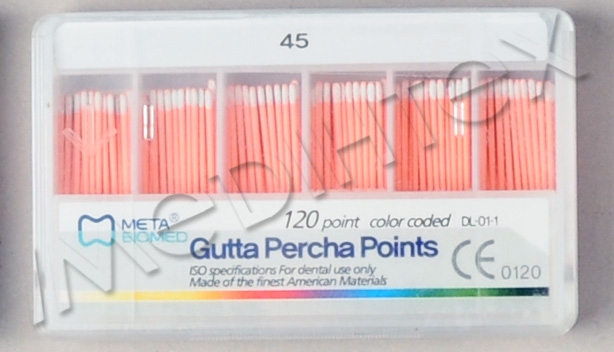 45
120 point color coded DL-01-1
META®
BIOMED
Gutta Percha Points
ISO specifications For dental use only
Made of the finest American Materials
CE 0120
MEDIHTEX